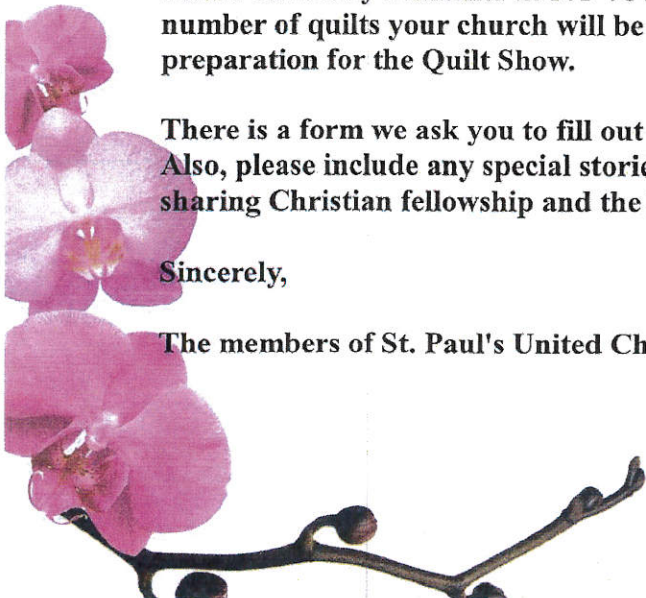 number of quilts your church will be
preparation for the Quilt Show.
There is a form we ask you to fill out
Also, please include any special storie
sharing Christian fellowship and the
Sincerely,
The members of St. Paul's United Ch